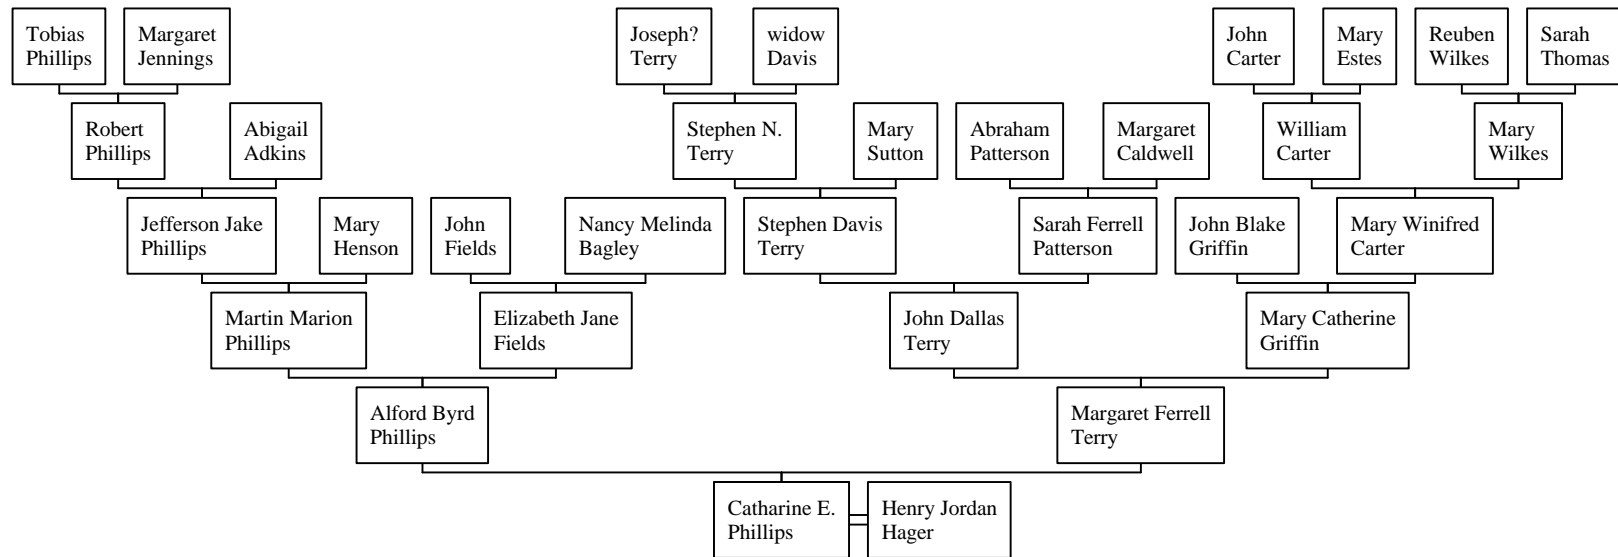 Tobias
Phillips
Margaret
Jennings
Joseph?
Terry
widow
Davis
John
Carter
Mary
Estes
Reuben
Wilkes
Sarah
Thomas
Robert
Phillips
Abigail
Adkins
Stephen N.
Terry
Mary
Sutton
Abraham
Patterson
Margaret
Caldwell
William
Carter
Mary
Wilkes
Jefferson Jake
Phillips
Mary
Henson
John
Fields
Nancy Melinda
Bagley
Stephen Davis
Terry
Sarah Ferrell
Patterson
John Blake
Griffin
Mary Winifred
Carter
Martin Marion
Phillips
Elizabeth Jane
Fields
John Dallas
Terry
Mary Catherine
Griffin
Alford Byrd
Phillips
Margaret Ferrell
Terry
Catharine E.
Phillips
Henry Jordan
Hager